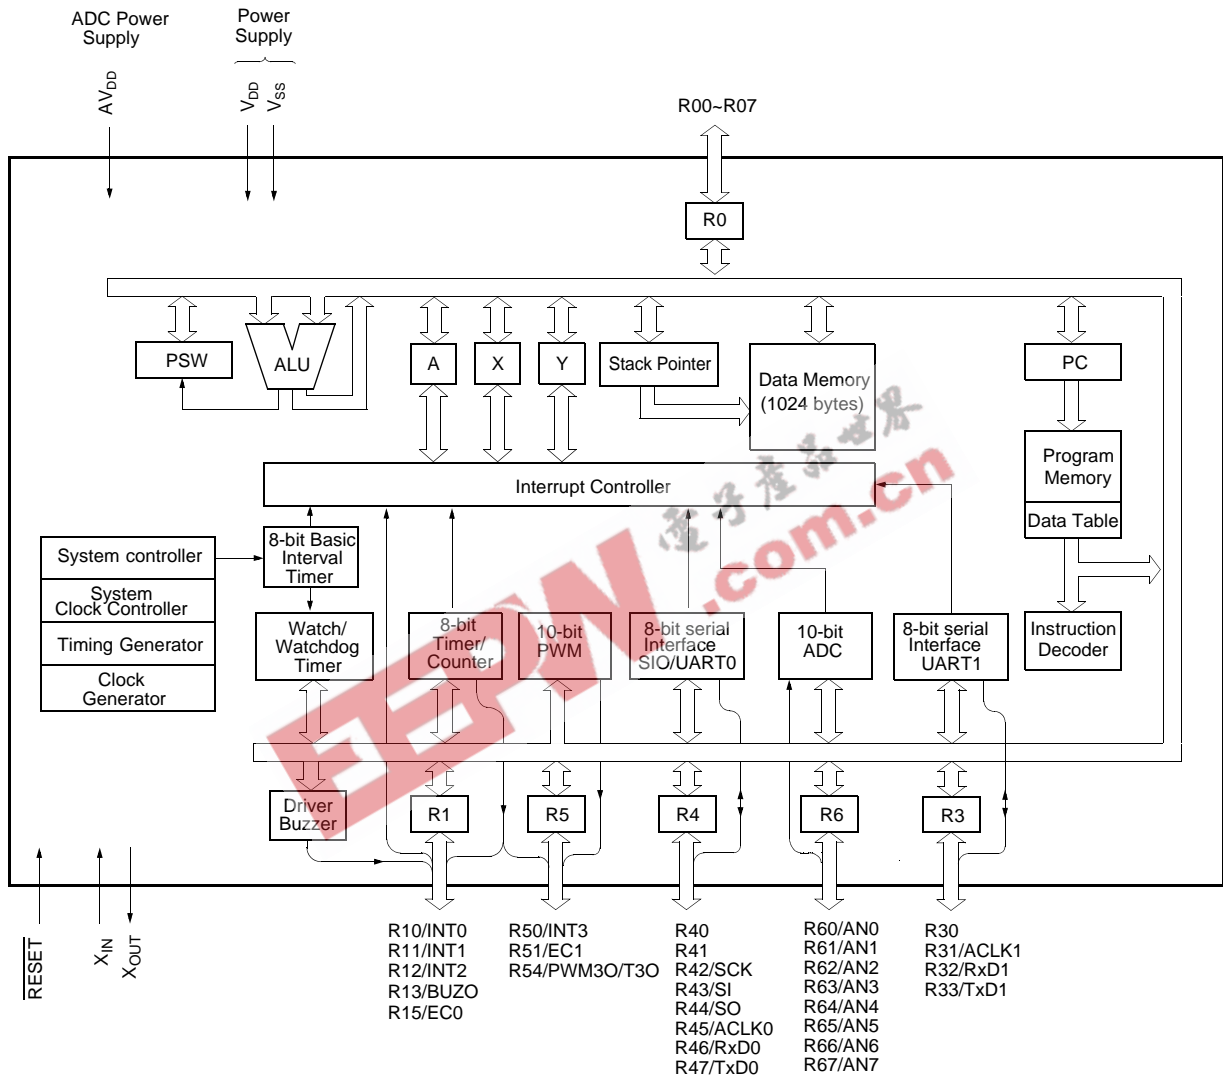 ADC Power
Supply
Power
Supply
AVDD
VDD
VSS
R00~R07
R0
PSW
ALU
A
X
Y
Stack Pointer
Data Memory
(1024 bytes)
PC
Program
Memory
Data Table
Interrupt Controller
System controller
System
Clock Controller
Timing Generator
Clock
Generator
8-bit Basic
Interval
Timer
Watch/
Watchdog
Timer
8-bit
Timer/
Counter
10-bit
PWM
8-bit serial
Interface
SIO/UART0
10-bit
ADC
8-bit serial
Interface
UART1
Instruction
Decoder
Driver
Buzzer
R1
R5
R4
R6
R3
RESET
XIN
XOUT
R10/INT0
R11/INT1
R12/INT2
R13/BUZO
R15/EC0
R50/INT3
R51/EC1
R54/PWM3O/T3O
R40
R41
R42/SCK
R43/SI
R44/SO
R45/ACLK0
R46/RxD0
R47/TxD0
R60/AN0
R61/AN1
R62/AN2
R63/AN3
R64/AN4
R65/AN5
R66/AN6
R67/AN7
R30
R31/ACLK1
R32/RxD1
R33/TxD1
EEPW
.com.cn
電子產品世界